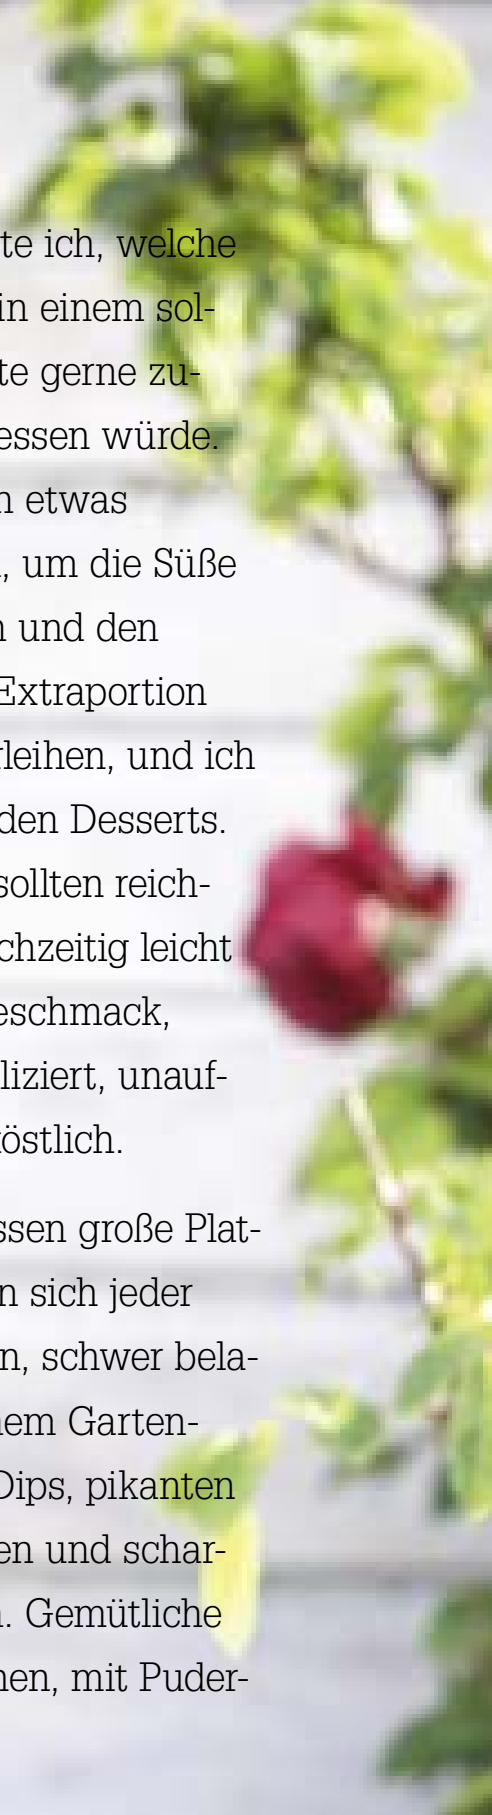 te ich, welche
in einem sol-
te gerne zu-
essen würde.
n etwas
, um die Süße
n und den
Extraportion
rleihen, und ich
den Desserts.
sollten reich-
chzeitig leicht
eschmack,
liziert, unauf-
östlich.
ssen große Plat-
n sich jeder
n, schwer bela-
nem Garten-
Dips, pikanten
en und schar-
. Gemütliche
hen, mit Puder-